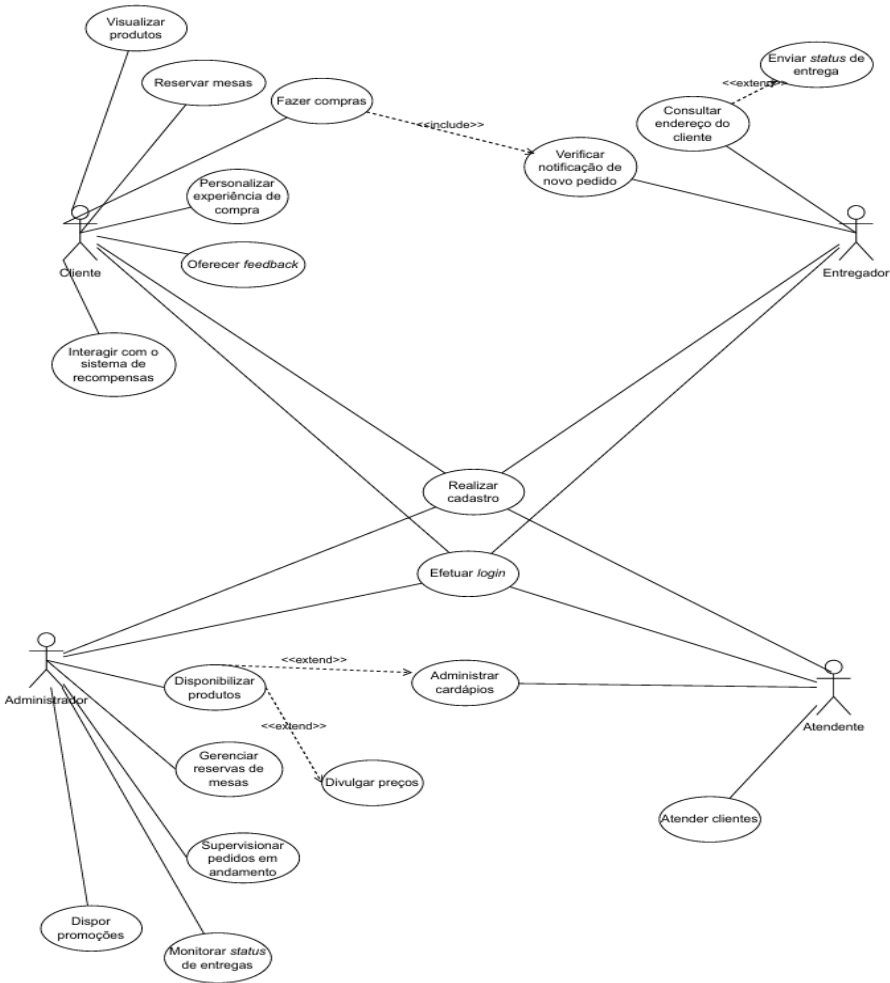 Visualizar
produtos
Reservar mesas
Fazer compras
<<include>>
Enviar status de
entrega
<<extend>>
Consultar
endereço do
cliente
Verificar
notificação de
novo pedido
Personalizar
experiência de
compra
Oferecer feedback
Cliente
Entregador
Interagir com o
sistema de
recompensas
Realizar
cadastro
Efetuar login
Administrador
Disponibilizar
produtos
<<extend>>
Administrar
cardápios
<<extend>>
Atendente
Gerenciar
reservas de
mesas
Divulgar preços
Atender clientes
Supervisionar
pedidos em
andamento
Dispor
promoções
Monitorar status
de entregas